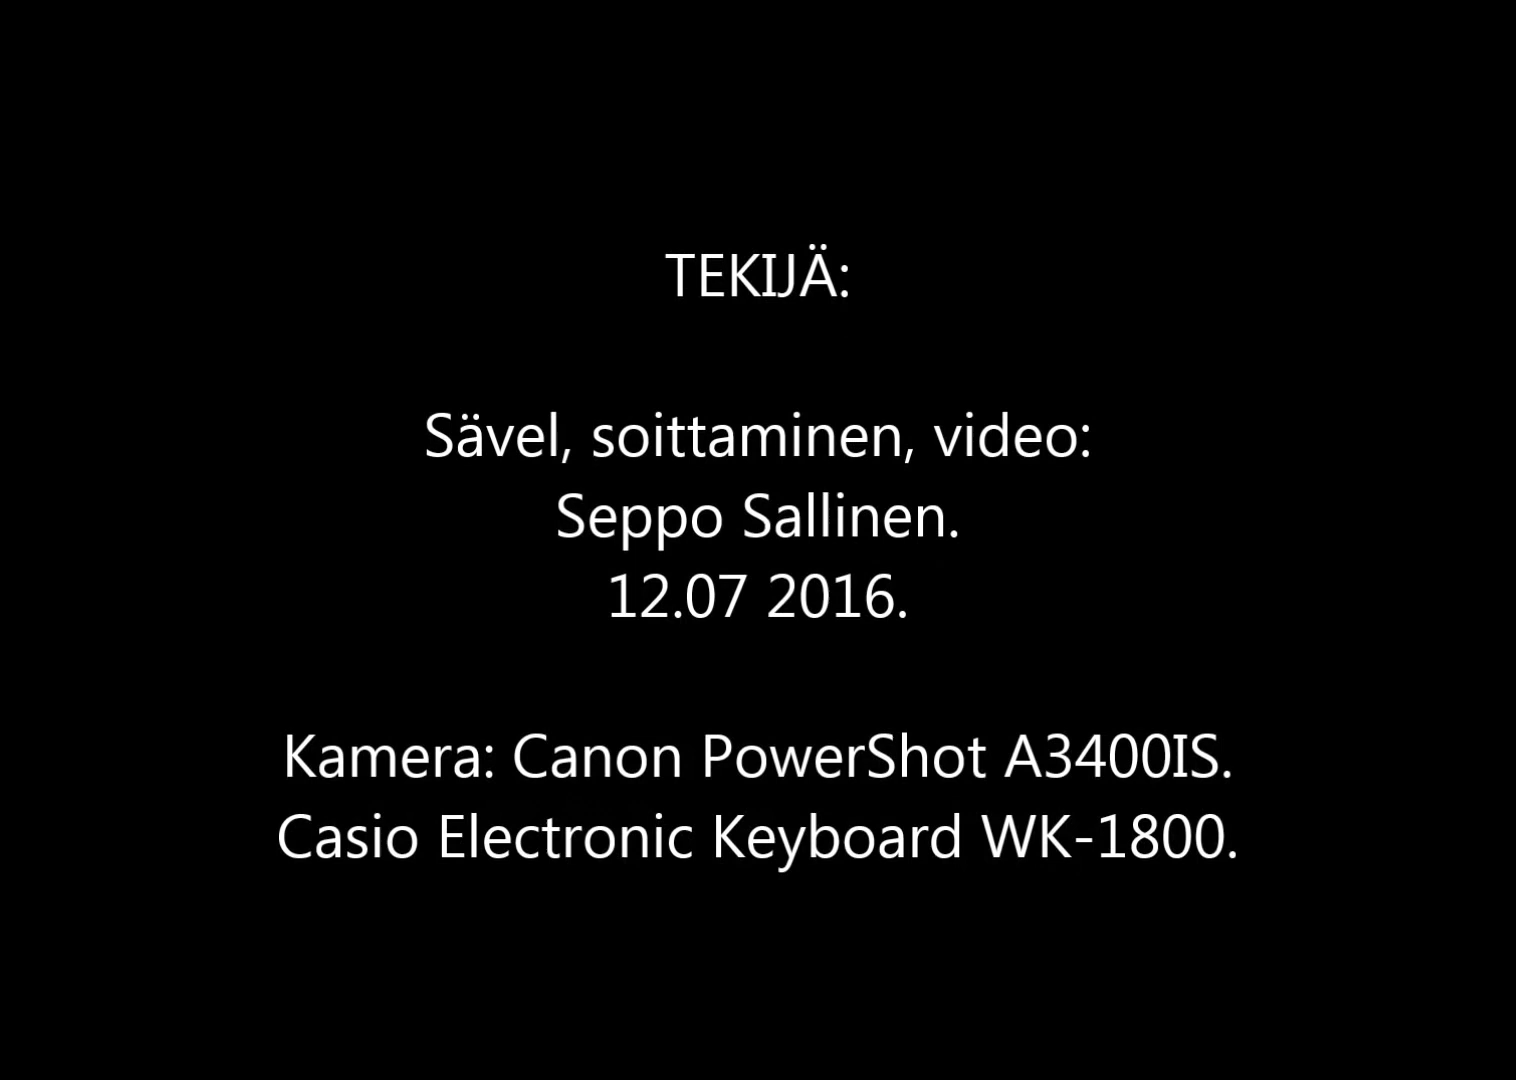 TEKIJÄ:
Sävel, soittaminen, video:
Seppo Sallinen.
12.07 2016.
Kamera: Canon PowerShot A3400IS.
Casio Electronic Keyboard WK-1800.